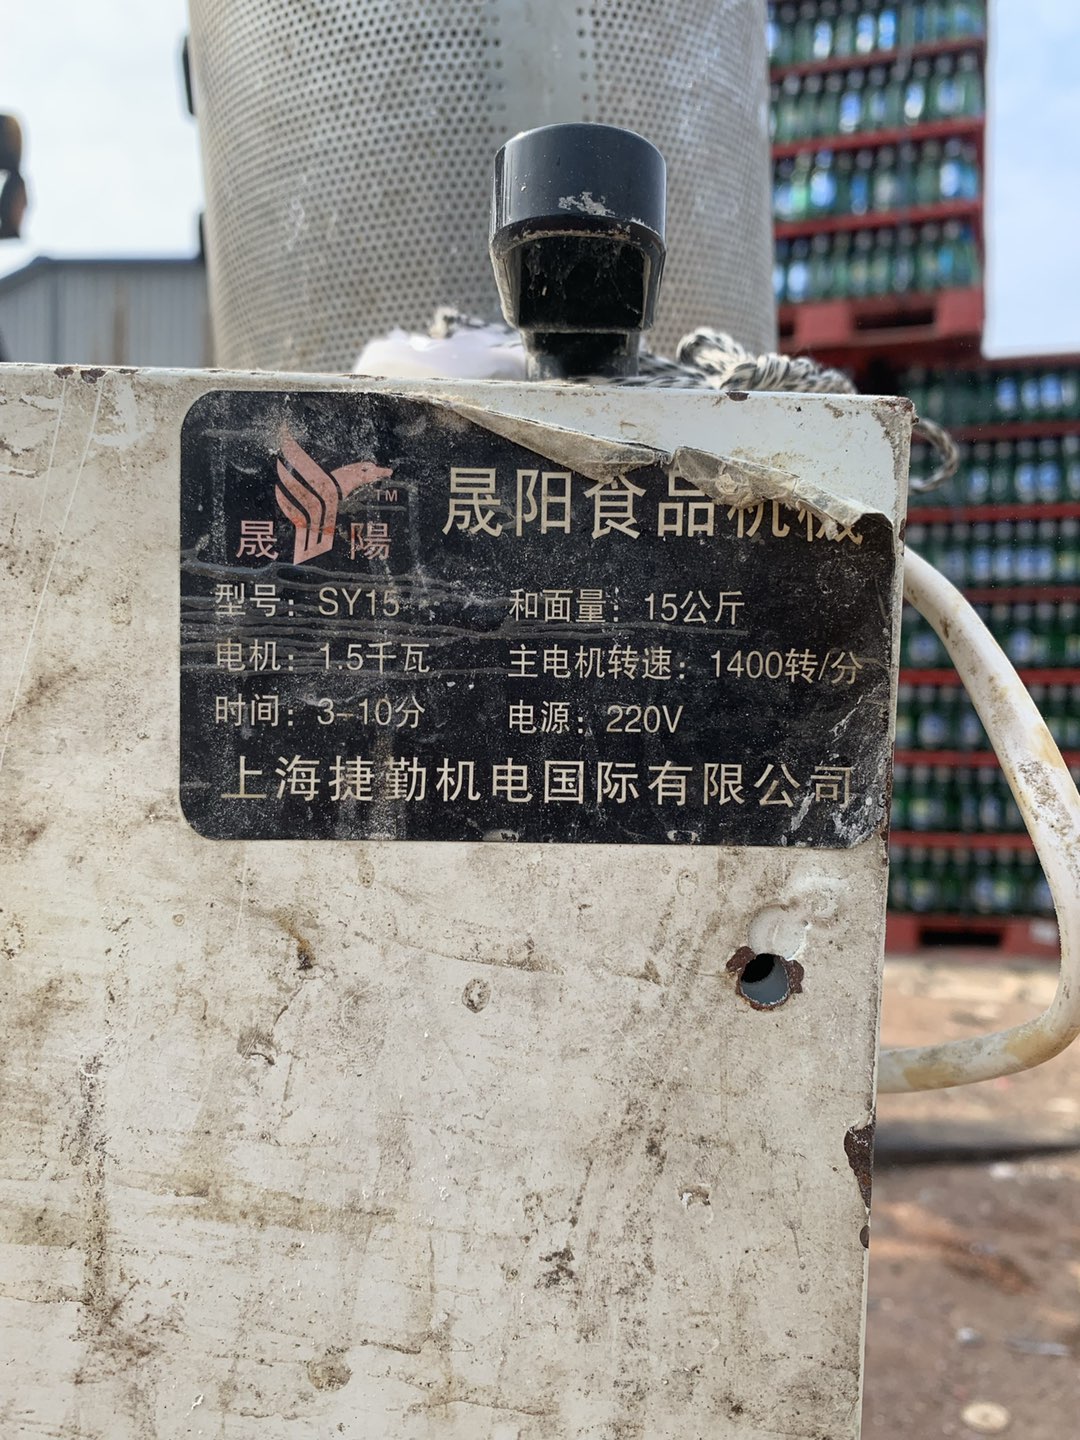 晟 陽 TM
晟阳食品机械
型号：SY15 和面量：15公斤
电机：1.5千瓦 主电机转速：1400转/分
时间：3-10分 电源：220V
上海捷勤机电国际有限公司